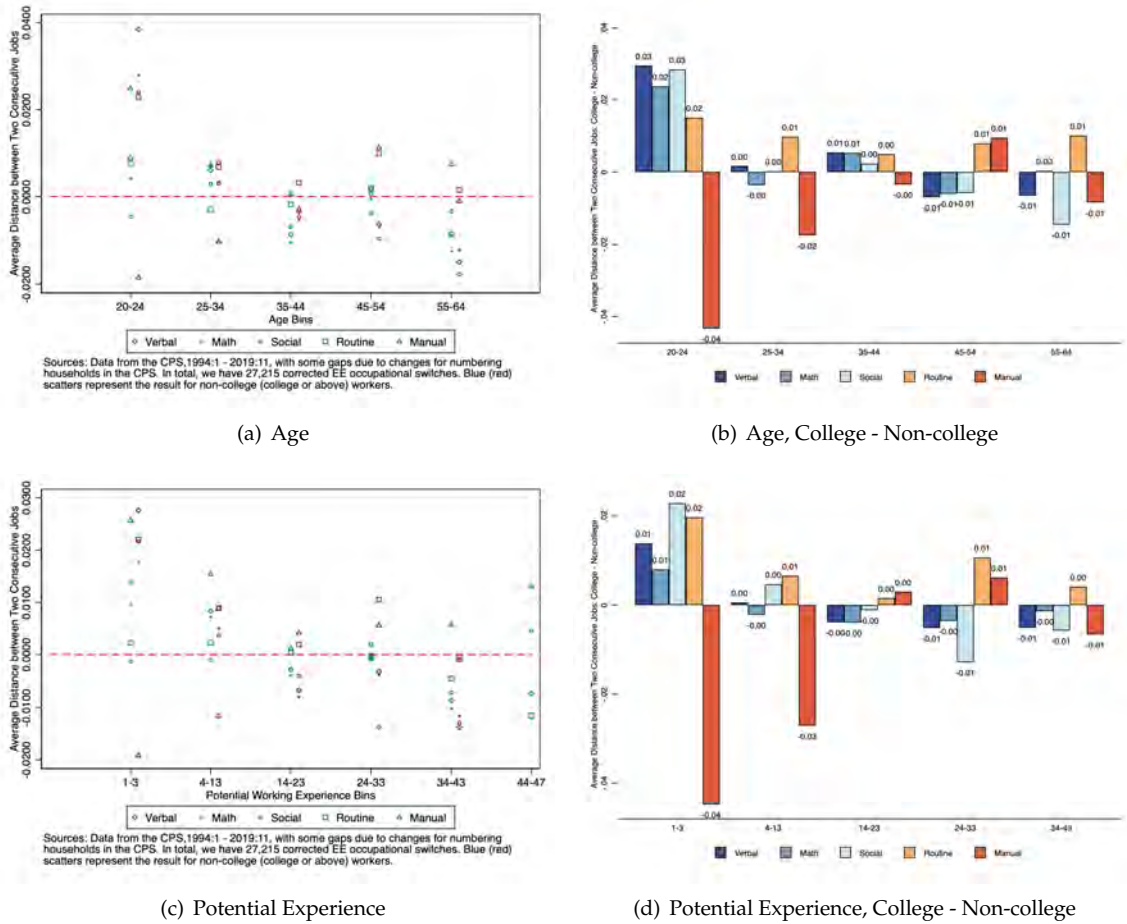 Average Distance between Two Consecutive Jobs
0.0400
0.0200
0.0000
-0.0200
20-24 25-34 35-44 45-54 55-64
Age Bins
Verbal Math Social Routine Manual
Sources: Data from the CPS,1994:1 - 2019:11, with some gaps due to changes for numbering
households in the CPS. In total, we have 27,215 corrected EE occupational switches. Blue (red)
scatters represent the result for non-college (college or above) workers.
(a) Age
Average Distance between Two Consecutive Jobs: College - Non-college
.04
.02
0
-.02
-.04
0.03 0.02 0.03 0.02 -0.04
0.00 -0.00 0.00 0.01 -0.02
0.01 0.01 0.00 0.00 -0.00
-0.01 -0.01 -0.01 0.01 0.01
-0.01 0.00 -0.01 0.01 -0.01
20-24 25-34 35-44 45-54 55-64
Verbal Math Social Routine Manual
(b) Age, College - Non-college
Average Distance between Two Consecutive Jobs
0.0300
0.0200
0.0100
0.0000
-0.0100
-0.0200
1-3 4-13 14-23 24-33 34-43 44-47
Potential Working Experience Bins
Verbal Math Social Routine Manual
Sources: Data from the CPS,1994:1 - 2019:11, with some gaps due to changes for numbering
households in the CPS. In total, we have 27,215 corrected EE occupational switches. Blue (red)
scatters represent the result for non-college (college or above) workers.
(c) Potential Experience
Average Distance between Two Consecutive Jobs: College - Non-college
.02
0
-.02
-.04
0.01 0.01 0.02 0.02 -0.04
0.00 -0.00 0.00 0.01 -0.03
-0.00 -0.00 -0.00 0.00 0.00
-0.01 -0.00 -0.01 0.01 0.01
-0.01 -0.00 -0.01 0.00 -0.01
1-3 4-13 14-23 24-33
Verbal Math Social Routine Manual
(d) Potential Experience, College - Non-college